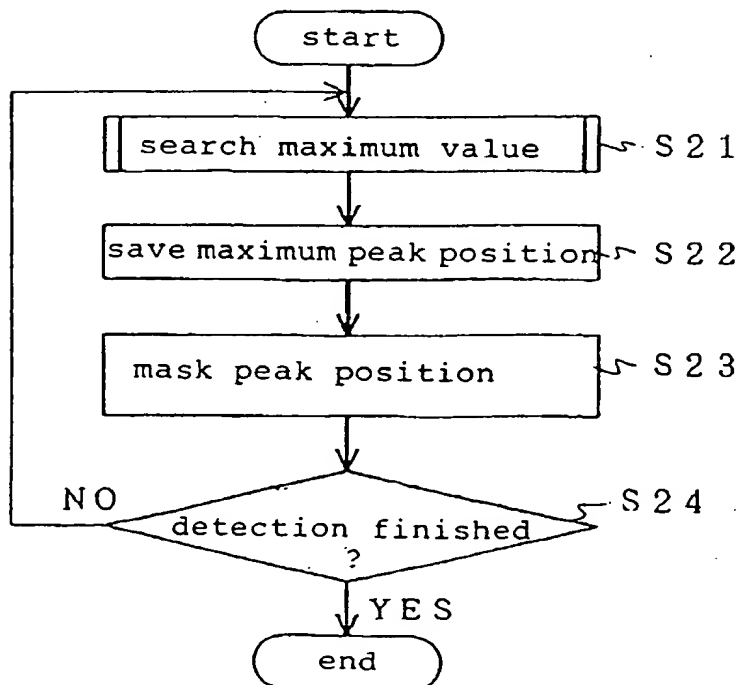 start
search maximum value
S21
save maximum peak position
S22
mask peak position
S23
NO
S24
detection finished
?
YES
end